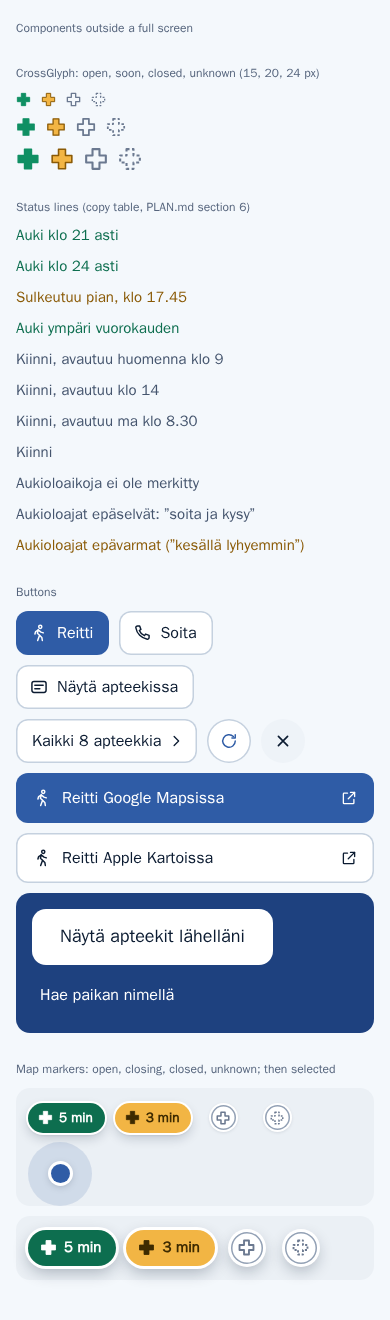 Components outside a full screen
CrossGlyph: open, soon, closed, unknown (15, 20, 24 px)
Status lines (copy table, PLAN.md section 6)
Auki klo 21 asti
Auki klo 24 asti
Sulkeutuu pian, klo 17.45
Auki ympäri vuorokauden
Kiinni, avautuu huomenna klo 9
Kiinni, avautuu klo 14
Kiinni, avautuu ma klo 8.30
Kiinni
Aukioloaikoja ei ole merkitty
Aukioloajat epäselvät: ”soita ja kysy”
Aukioloajat epävarmat (”kesällä lyhyemmin”)
Buttons
Reitti Soita
Näytä apteekissa
Kaikki 8 apteekkia
Reitti Google Mapsissa
Reitti Apple Kartoissa
Näytä apteekit lähelläni
Hae paikan nimellä
Map markers: open, closing, closed, unknown; then selected
5 min 3 min
5 min 3 min